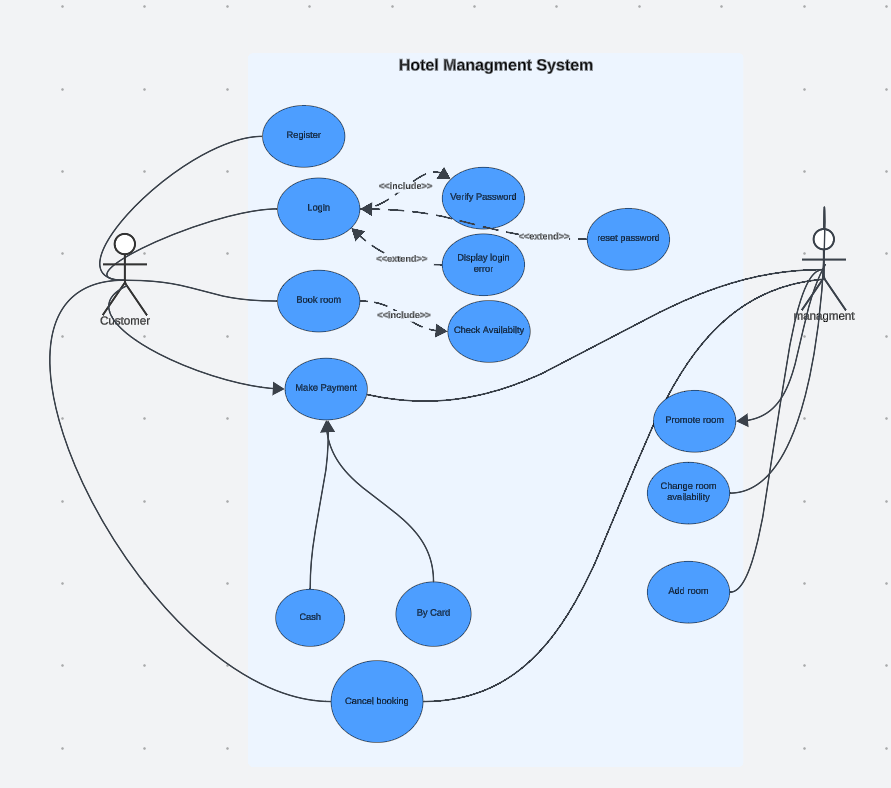 Hotel Managment System
Register
Login
<<include>>
Verify Password
<<extend>>
reset password
<<extend>>
Display login
error
Customer
managment
Book room
<<include>>
Check Availabilty
Make Payment
Promote room
Change room
availability
Add room
Cash
By Card
Cancel booking